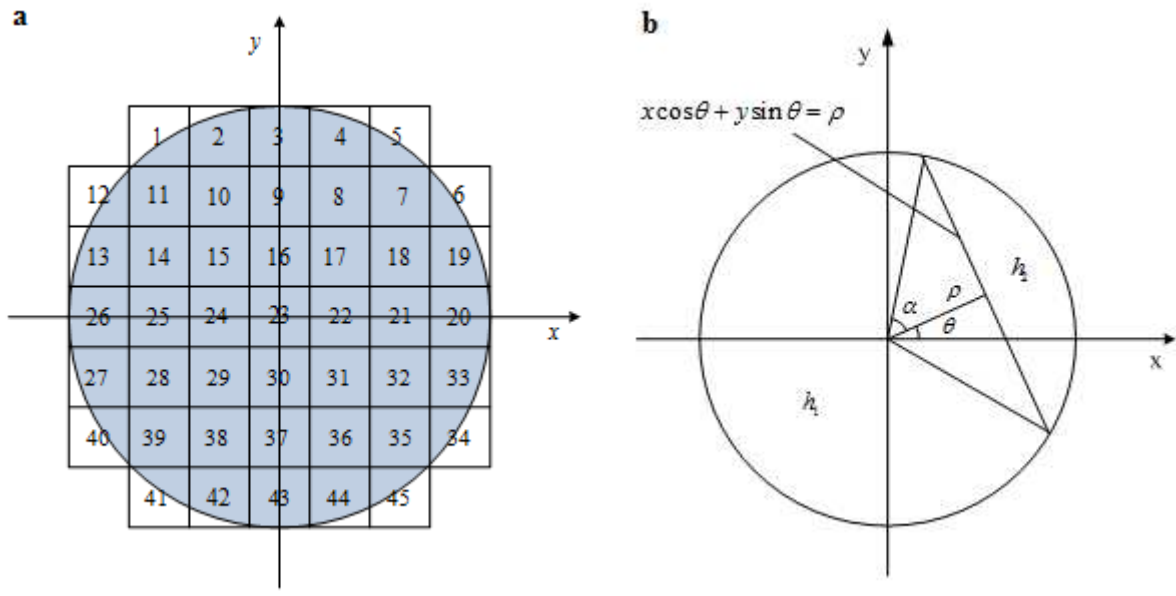 a
y
1 2 3 4 5
12 11 10 9 8 7 6
13 14 15 16 17 18 19
26 25 24 23 22 21 20
x
27 28 29 30 31 32 33
40 39 38 37 36 35 34
41 42 43 44 45
b
y
x cos θ + y sin θ = ρ
h₂
ρ
α
θ
x
h₁